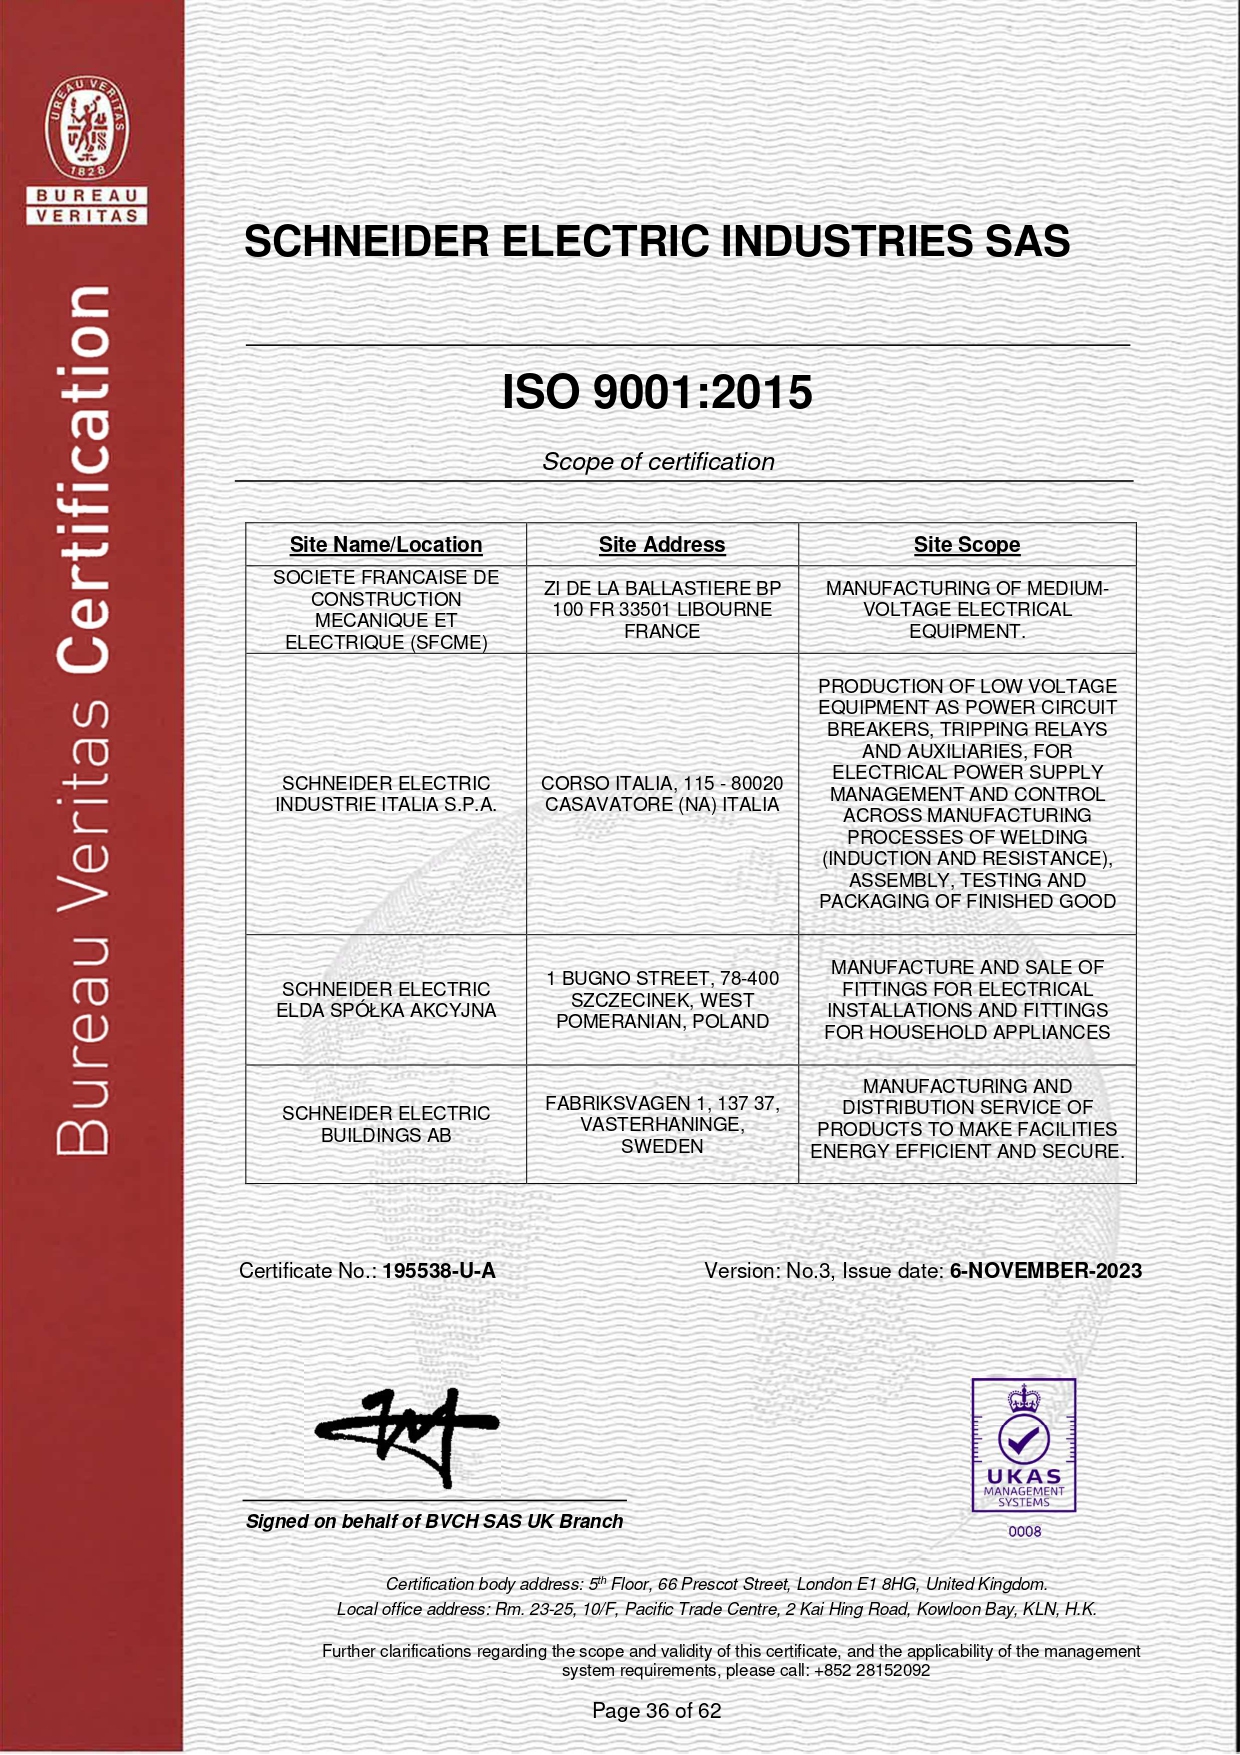 BUREAU VERITAS
1828
BUREAU
VERITAS
Bureau Veritas Certification
SCHNEIDER ELECTRIC INDUSTRIES SAS
ISO 9001:2015
Scope of certification
Site Name/Location
Site Address
Site Scope
SOCIETE FRANCAISE DE
CONSTRUCTION
MECANIQUE ET
ELECTRIQUE (SFCME)
ZI DE LA BALLASTIERE BP
100 FR 33501 LIBOURNE
FRANCE
MANUFACTURING OF MEDIUM-
VOLTAGE ELECTRICAL
EQUIPMENT.
SCHNEIDER ELECTRIC
INDUSTRIE ITALIA S.P.A.
CORSO ITALIA, 115 - 80020
CASAVATORE (NA) ITALIA
PRODUCTION OF LOW VOLTAGE
EQUIPMENT AS POWER CIRCUIT
BREAKERS, TRIPPING RELAYS
AND AUXILIARIES, FOR
ELECTRICAL POWER SUPPLY
MANAGEMENT AND CONTROL
ACROSS MANUFACTURING
PROCESSES OF WELDING
(INDUCTION AND RESISTANCE),
ASSEMBLY, TESTING AND
PACKAGING OF FINISHED GOOD
SCHNEIDER ELECTRIC
ELDA SPÓŁKA AKCYJNA
1 BUGNO STREET, 78-400
SZCZECINEK, WEST
POMERANIAN, POLAND
MANUFACTURE AND SALE OF
FITTINGS FOR ELECTRICAL
INSTALLATIONS AND FITTINGS
FOR HOUSEHOLD APPLIANCES
SCHNEIDER ELECTRIC
BUILDINGS AB
FABRIKSVAGEN 1, 137 37,
VASTERHANINGE,
SWEDEN
MANUFACTURING AND
DISTRIBUTION SERVICE OF
PRODUCTS TO MAKE FACILITIES
ENERGY EFFICIENT AND SECURE.
Certificate No.: 195538-U-A
Version: No.3, Issue date: 6-NOVEMBER-2023
UKAS
MANAGEMENT
SYSTEMS
0008
Signed on behalf of BVCH SAS UK Branch
Certification body address: 5th Floor, 66 Prescot Street, London E1 8HG, United Kingdom.
Local office address: Rm. 23-25, 10/F, Pacific Trade Centre, 2 Kai Hing Road, Kowloon Bay, KLN, H.K.
Further clarifications regarding the scope and validity of this certificate, and the applicability of the management
system requirements, please call: +852 28152092
Page 36 of 62